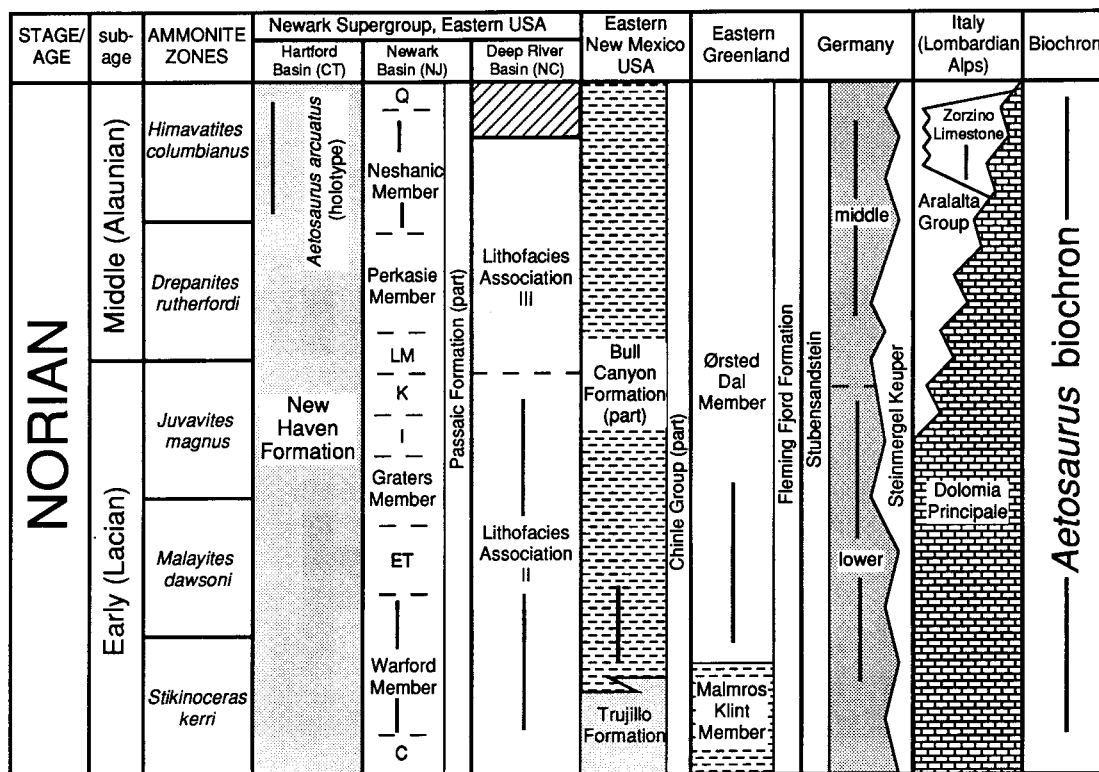 STAGE/
AGE
sub-
age
AMMONITE
ZONES
Newark Supergroup, Eastern USA
Hartford
Basin (CT)
Newark
Basin (NJ)
Deep River
Basin (NC)
Eastern
New Mexico
USA
Eastern
Greenland
Germany
Italy
(Lombardian
Alps)
Biochron
NORIAN
Middle (Alaunian)
Early (Lacian)
Himavatites
columbianus
Drepanites
rutherfordi
Juvavites
magnus
Malayites
dawsoni
Stikinoceras
kerri
Aetosaurus arcuatus
(holotype)
New
Haven
Formation
Q
Neshanic
Member
Perkasie
Member
LM
K
I
Graters
Member
ET
Warford
Member
C
Passaic Formation (part)
Lithofacies
Association
III
Lithofacies
Association
II
Bull
Canyon
Formation
(part)
Trujillo
Formation
Chinle Group (part)
Ørsted
Dal
Member
Malmros-
Klint
Member
Fleming Fjord Formation
Stubensandstein
middle
lower
Steinmergel Keuper
Zorzino
Limestone
Aralalta
Group
Dolomia
Principale
Aetosaurus biochron